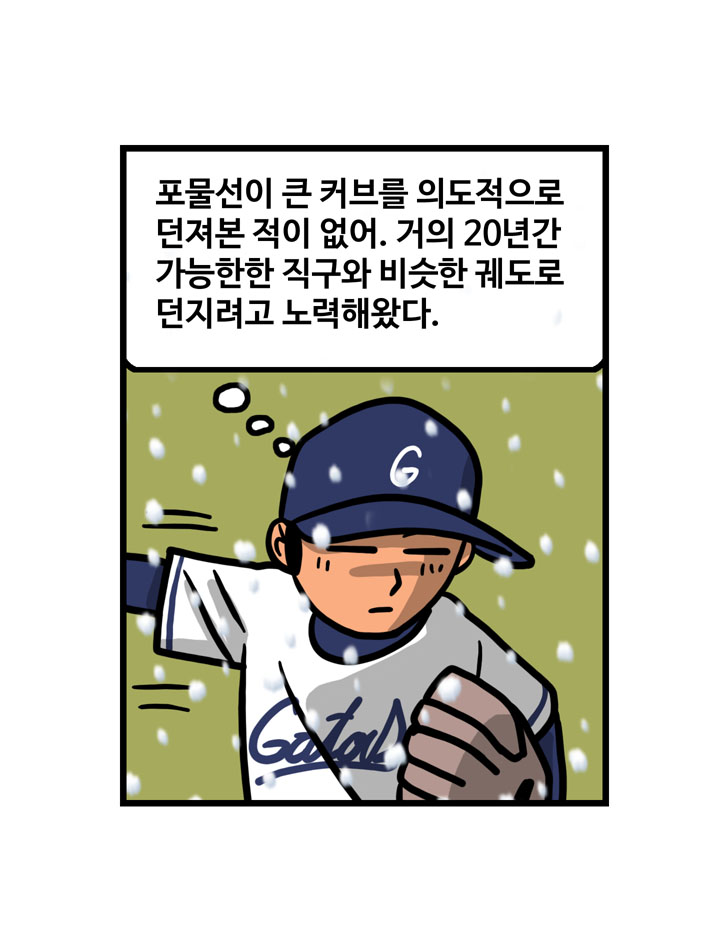 포물선이 큰 커브를 의도적으로
던져본 적이 없어. 거의 20년간
가능한한 직구와 비슷한 궤도로
던지려고 노력해왔다.
G
Gators